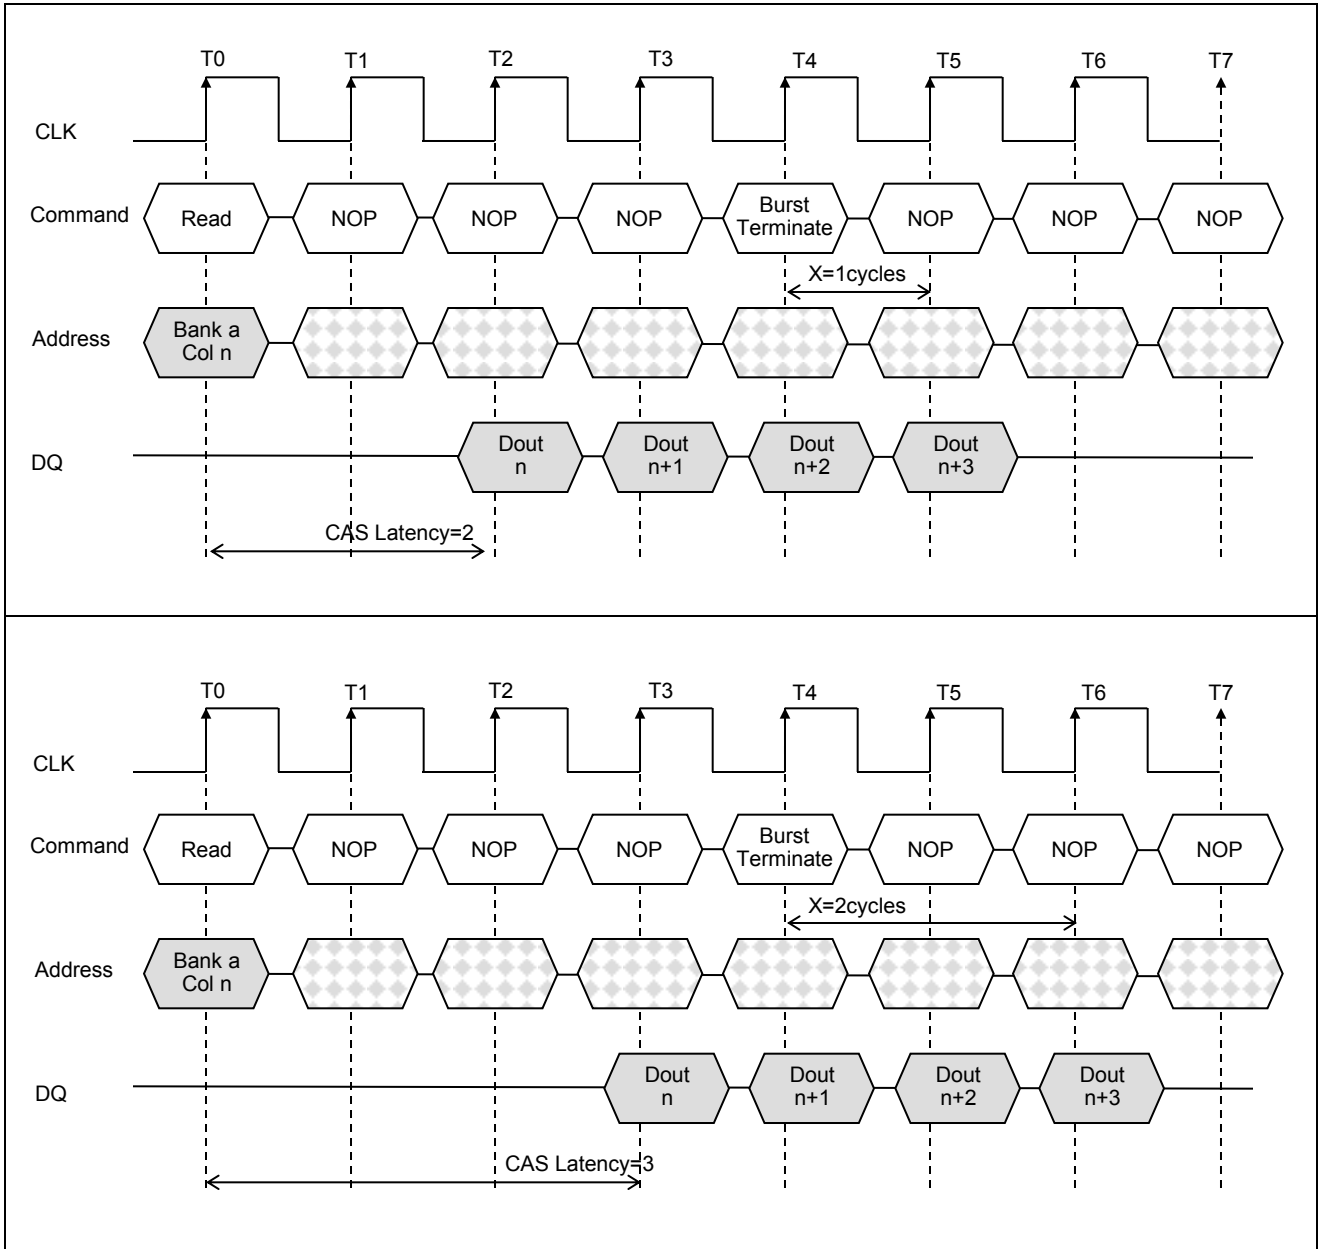 T0 T1 T2 T3 T4 T5 T6 T7
CLK
Command Read NOP NOP NOP Burst Terminate NOP NOP NOP
X=1cycles
Address Bank a Col n
DQ Dout n Dout n+1 Dout n+2 Dout n+3
CAS Latency=2
T0 T1 T2 T3 T4 T5 T6 T7
CLK
Command Read NOP NOP NOP Burst Terminate NOP NOP NOP
X=2cycles
Address Bank a Col n
DQ Dout n Dout n+1 Dout n+2 Dout n+3
CAS Latency=3